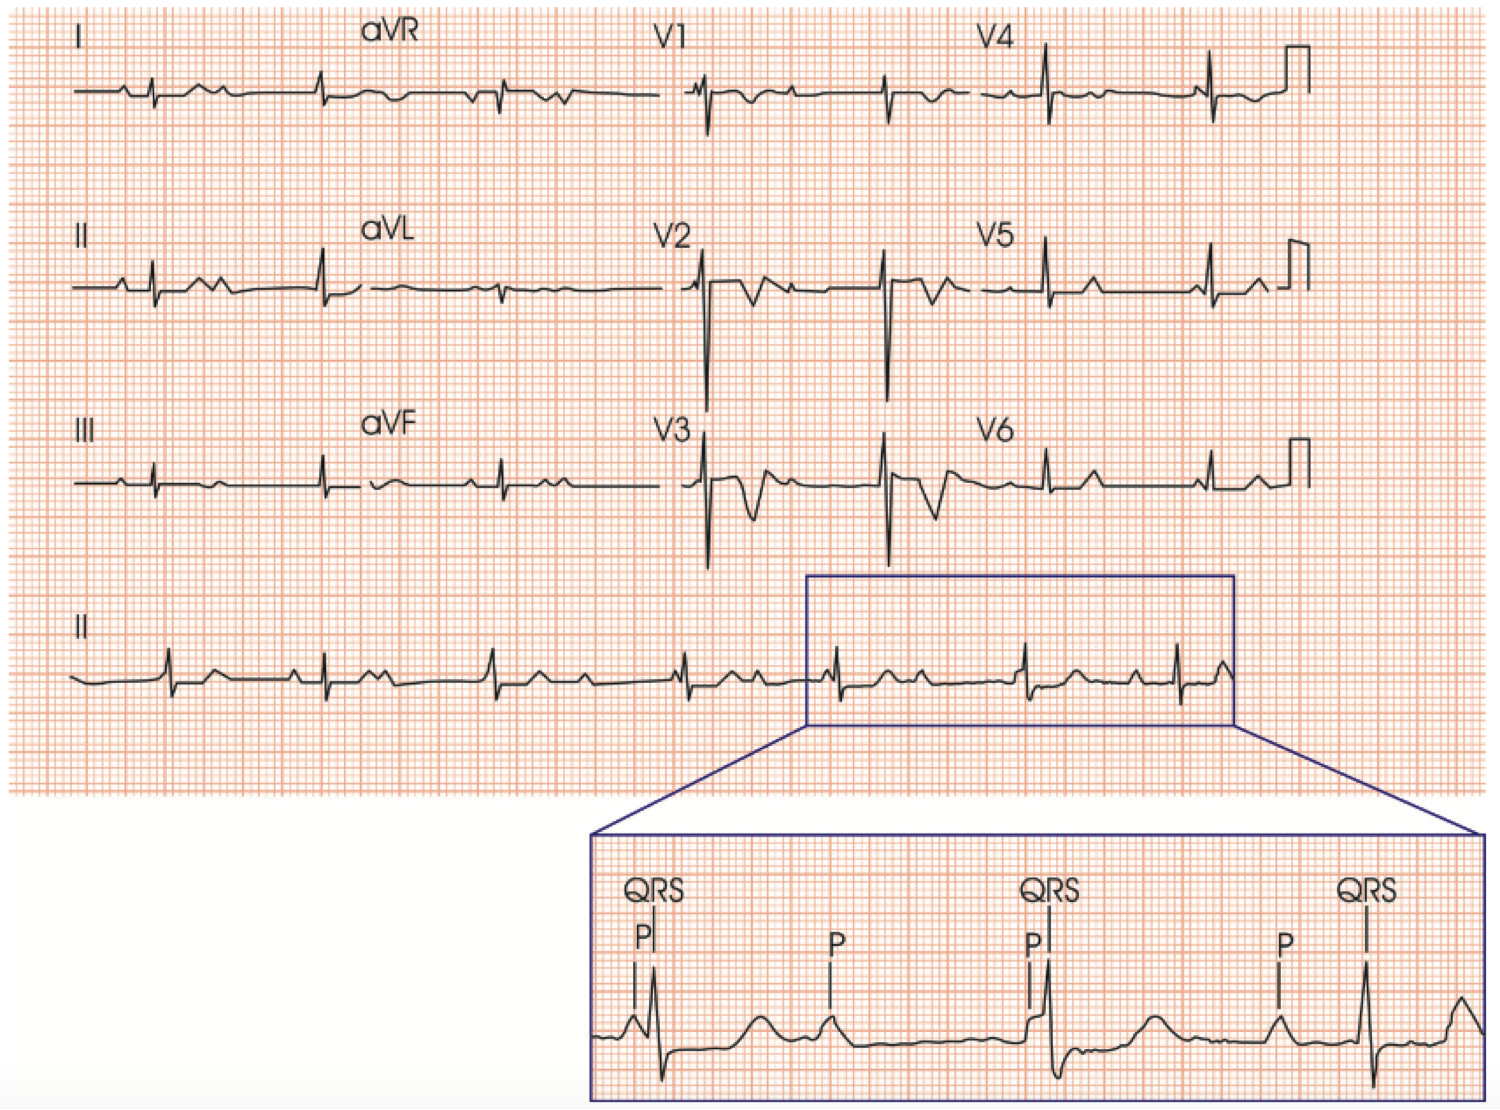 I aVR V1 V4
II aVL V2 V5
III aVF V3 V6
II
QRS QRS QRS
P P P P